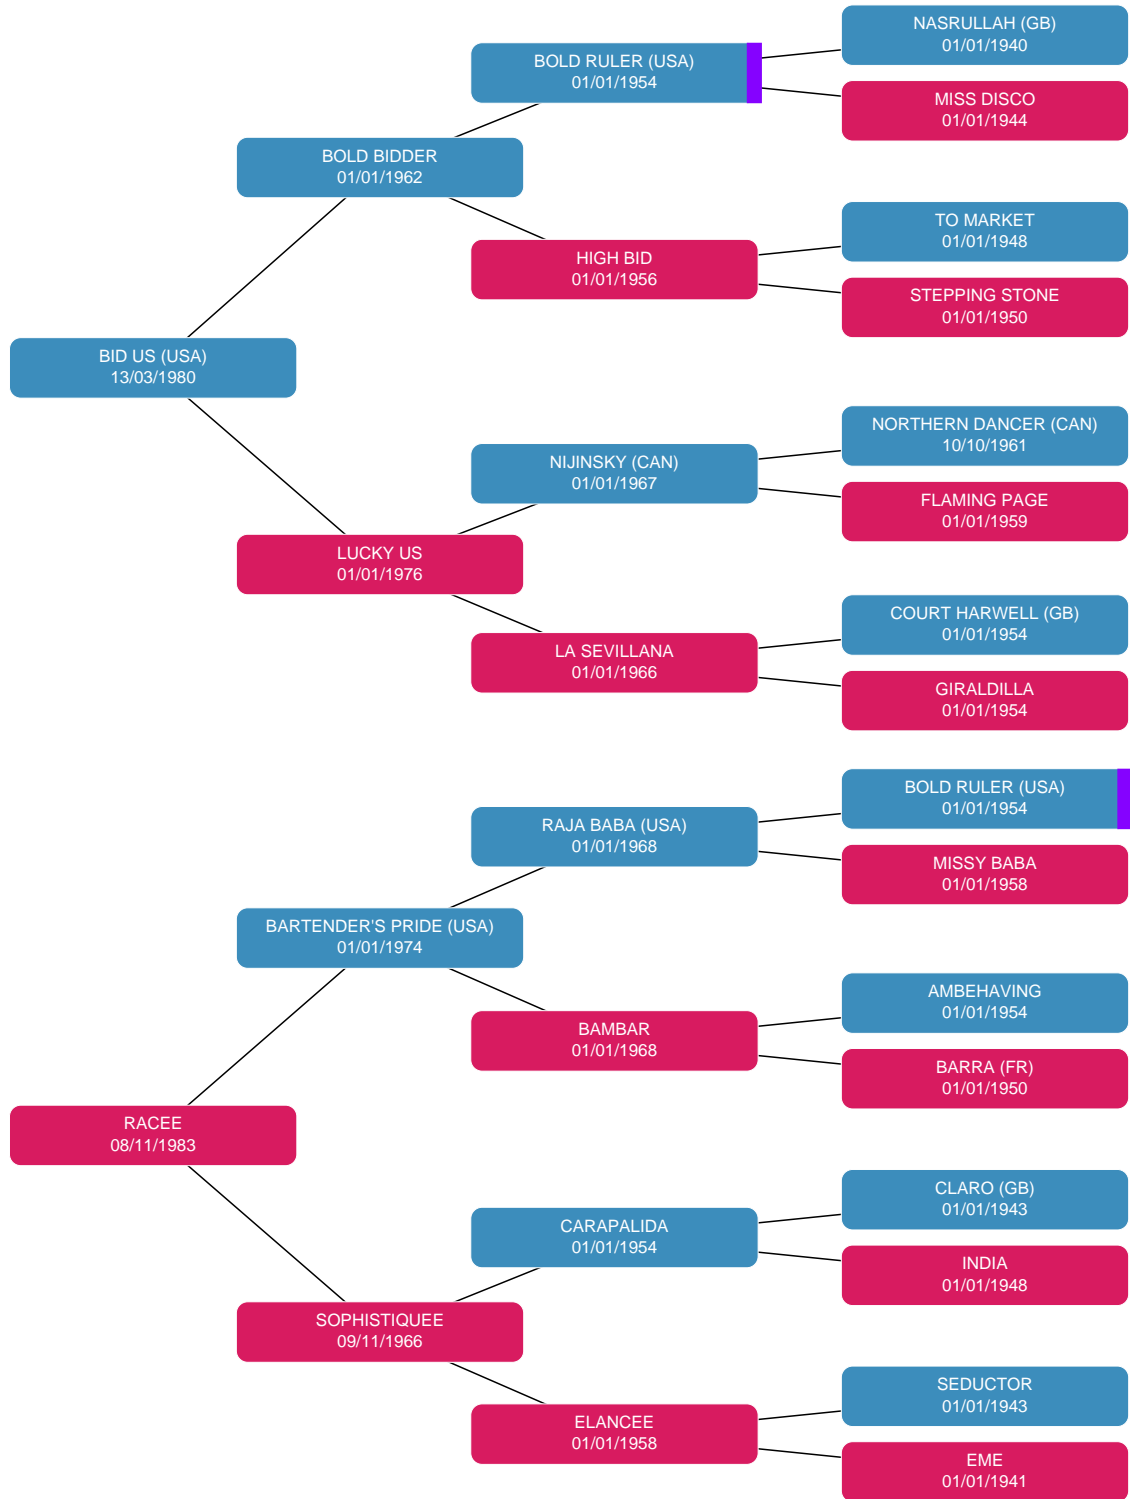 NASRULLAH (GB)
01/01/1940
BOLD RULER (USA)
01/01/1954
MISS DISCO
01/01/1944
BOLD BIDDER
01/01/1962
TO MARKET
01/01/1948
HIGH BID
01/01/1956
STEPPING STONE
01/01/1950
BID US (USA)
13/03/1980
NORTHERN DANCER (CAN)
10/10/1961
NIJINSKY (CAN)
01/01/1967
FLAMING PAGE
01/01/1959
LUCKY US
01/01/1976
COURT HARWELL (GB)
01/01/1954
LA SEVILLANA
01/01/1966
GIRALDILLA
01/01/1954
BOLD RULER (USA)
01/01/1954
RAJA BABA (USA)
01/01/1968
MISSY BABA
01/01/1958
BARTENDER'S PRIDE (USA)
01/01/1974
AMBEHAVING
01/01/1954
BAMBAR
01/01/1968
BARRA (FR)
01/01/1950
RACEE
08/11/1983
CLARO (GB)
01/01/1943
CARAPALIDA
01/01/1954
INDIA
01/01/1948
SOPHISTIQUEE
09/11/1966
SEDUCTOR
01/01/1943
ELANCEE
01/01/1958
EME
01/01/1941